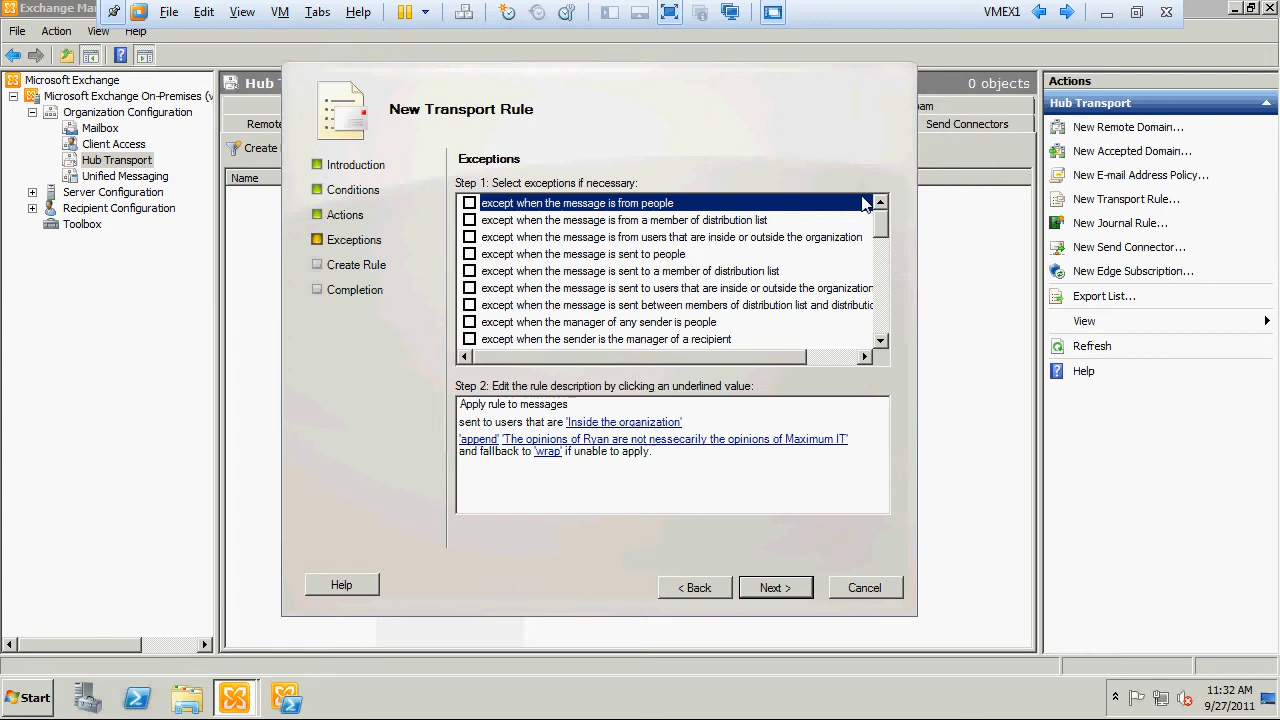 Exchange Ma
File Edit View VM Tabs Help
VMEX1
File Action View Help
Microsoft Exchange
Microsoft Exchange On-Premises (v
Organization Configuration
Mailbox
Client Access
Hub Transport
Unified Messaging
Server Configuration
Recipient Configuration
Toolbox
Hub T
0 objects
am
Remote
Send Connectors
Create
Name
New Transport Rule
Introduction
Conditions
Actions
Exceptions
Create Rule
Completion
Exceptions
Step 1: Select exceptions if necessary:
except when the message is from people
except when the message is from a member of distribution list
except when the message is from users that are inside or outside the organization
except when the message is sent to people
except when the message is sent to a member of distribution list
except when the message is sent to users that are inside or outside the organization
except when the message is sent between members of distribution list and distributio
except when the manager of any sender is people
except when the sender is the manager of a recipient
Step 2: Edit the rule description by clicking an underlined value:
Apply rule to messages
sent to users that are 'Inside the organization'
'append' 'The opinions of Ryan are not nessecarily the opinions of Maximum IT'
and fallback to 'wrap' if unable to apply.
Help
< Back
Next >
Cancel
Actions
Hub Transport
New Remote Domain...
New Accepted Domain...
New E-mail Address Policy...
New Transport Rule...
New Journal Rule...
New Send Connector...
New Edge Subscription...
Export List...
View
Refresh
Help
Start
11:32 AM
9/27/2011